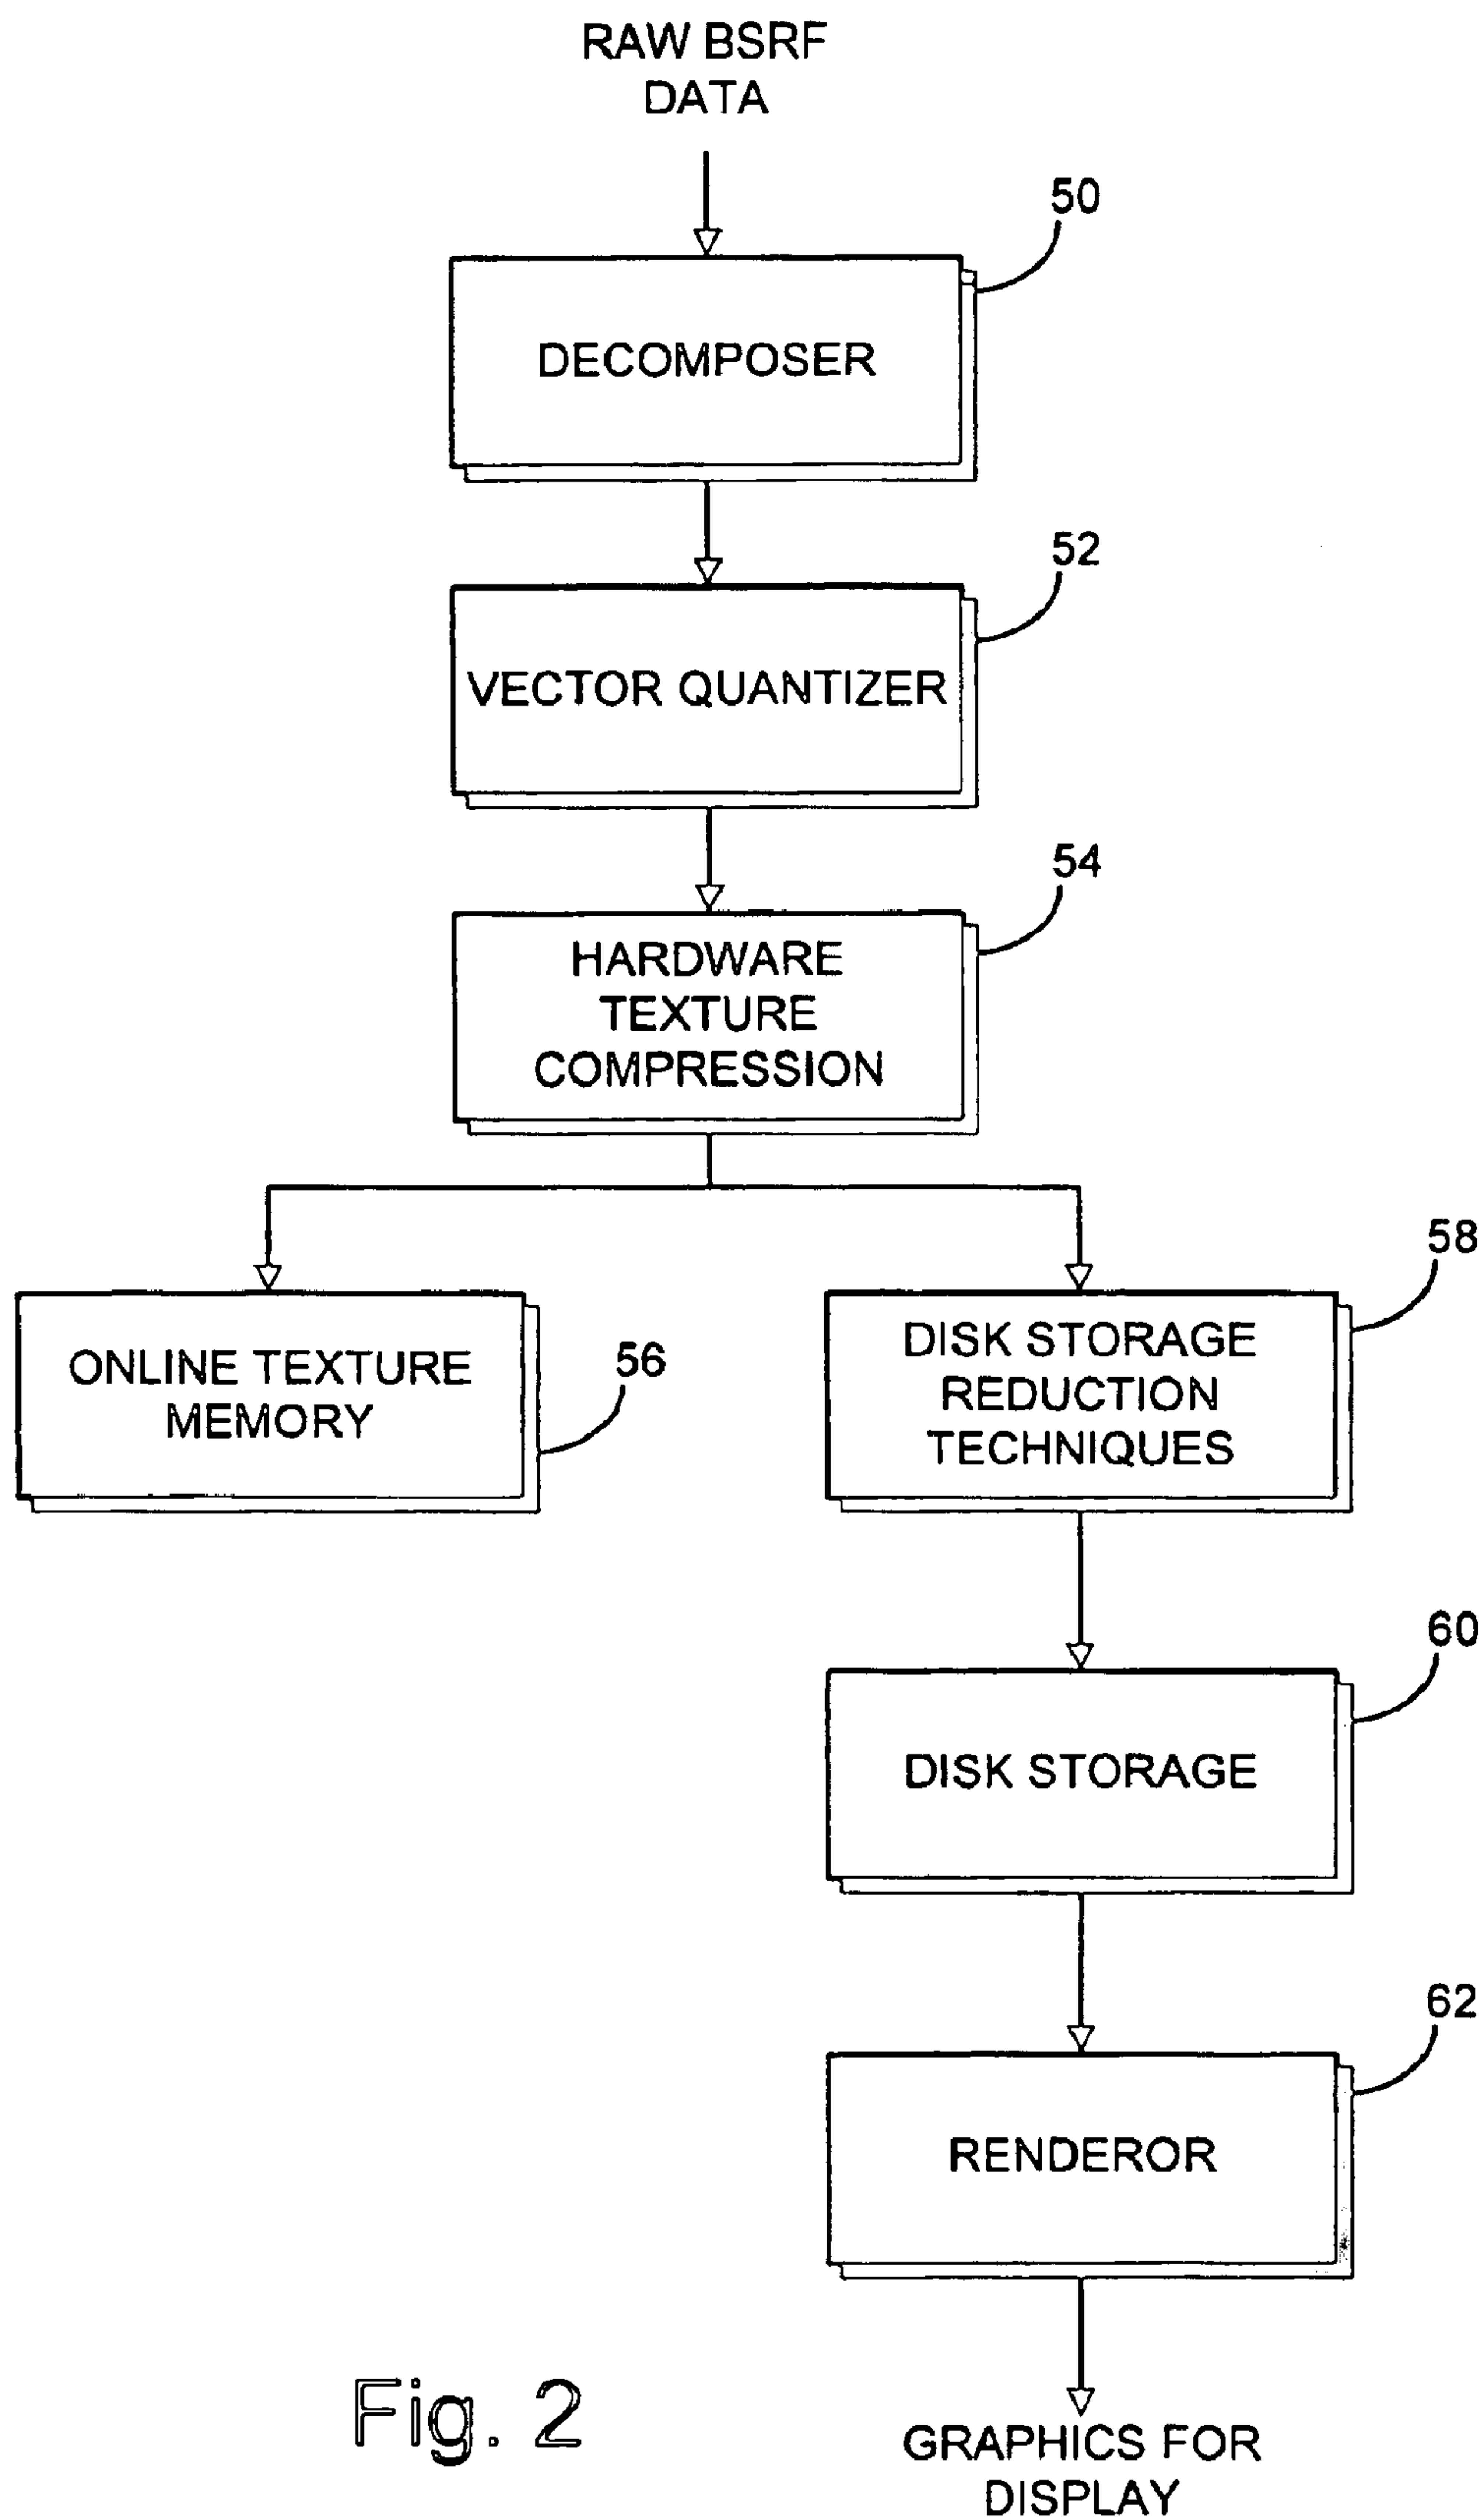 RAW BSRF
DATA
50
DECOMPOSER
52
VECTOR QUANTIZER
54
HARDWARE
TEXTURE
COMPRESSION
58
ONLINE TEXTURE
MEMORY
56
DISK STORAGE
REDUCTION
TECHNIQUES
60
DISK STORAGE
62
RENDEROR
Fig. 2
GRAPHICS FOR
DISPLAY